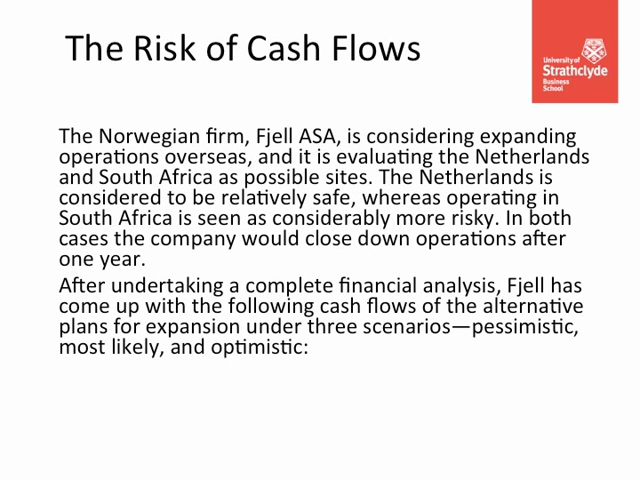 The Risk of Cash Flows
University of
Strathclyde
Business
School
The Norwegian firm, Fjell ASA, is considering expanding
operations overseas, and it is evaluating the Netherlands
and South Africa as possible sites. The Netherlands is
considered to be relatively safe, whereas operating in
South Africa is seen as considerably more risky. In both
cases the company would close down operations after
one year.
After undertaking a complete financial analysis, Fjell has
come up with the following cash flows of the alternative
plans for expansion under three scenarios—pessimistic,
most likely, and optimistic: